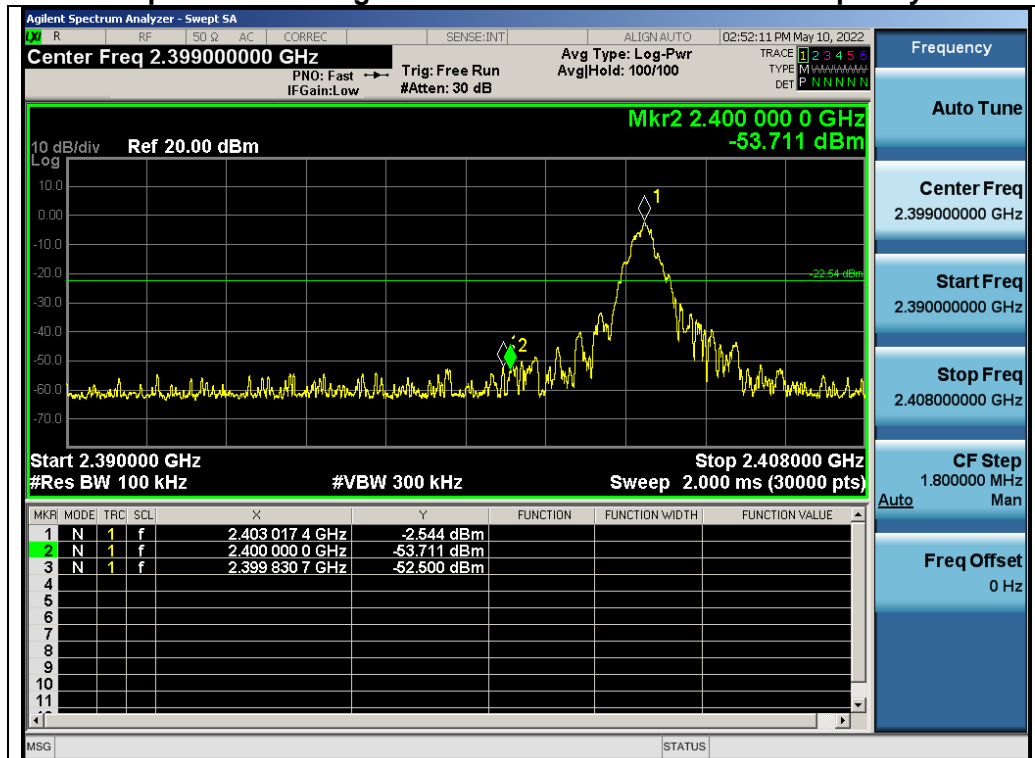 Agilent Spectrum Analyzer - Swept SA
LXI R RF 50 Ω AC CORREC SENSE:INT ALIGN AUTO 02:52:11 PM May 10, 2022
Center Freq 2.399000000 GHz
PNO: Fast
IFGain:Low
Trig: Free Run
#Atten: 30 dB
Avg Type: Log-Pwr
Avg|Hold: 100/100
TRACE 1 2 3 4 5 6
TYPE M
DET P N N N N N
Mkr2 2.400 000 0 GHz
-53.711 dBm
10 dB/div Ref 20.00 dBm
Log
10.0
0.00
-10.0
-20.0
-30.0
-40.0
-50.0
-60.0
-70.0
1
2
-22.54 dBm
Start 2.390000 GHz Stop 2.408000 GHz
#Res BW 100 kHz #VBW 300 kHz Sweep 2.000 ms (30000 pts)
MKR MODE TRC SCL X Y FUNCTION FUNCTION WIDTH FUNCTION VALUE
1 N 1 f 2.403 017 4 GHz -2.544 dBm
2 N 1 f 2.400 000 0 GHz -53.711 dBm
3 N 1 f 2.399 830 7 GHz -52.500 dBm
4
5
6
7
8
9
10
11
MSG STATUS
Frequency
Auto Tune
Center Freq
2.399000000 GHz
Start Freq
2.390000000 GHz
Stop Freq
2.408000000 GHz
CF Step
1.800000 MHz
Auto Man
Freq Offset
0 Hz